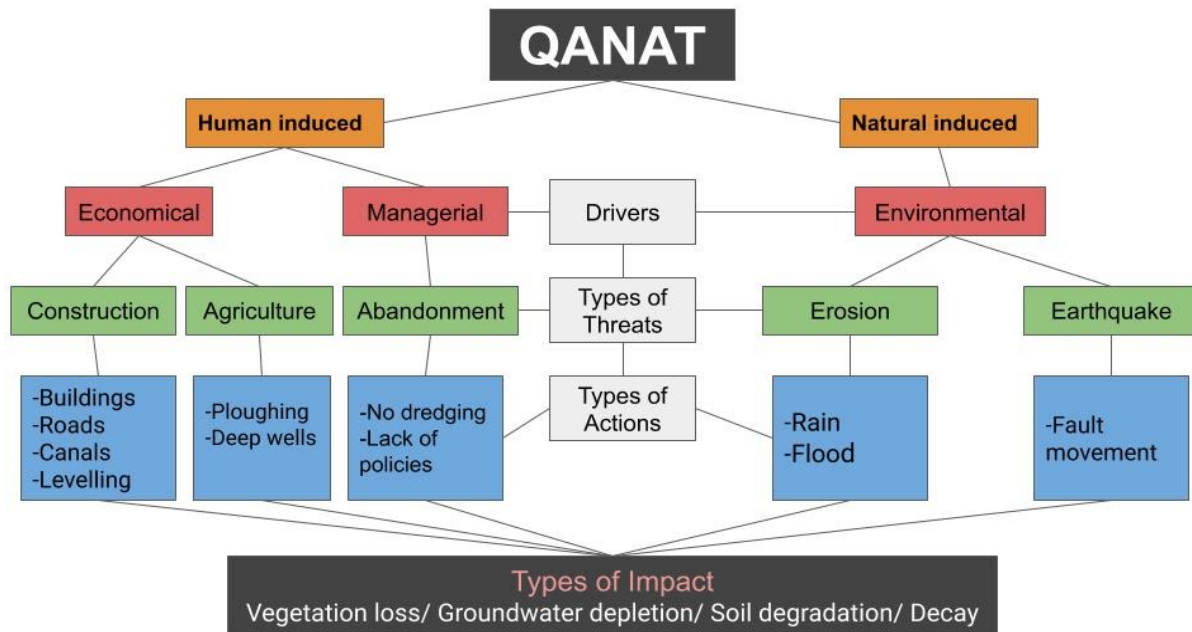 QANAT
Human induced
Natural induced
Economical
Managerial
Drivers
Environmental
Construction
Agriculture
Abandonment
Types of
Threats
Erosion
Earthquake
-Buildings
-Roads
-Canals
-Levelling
-Ploughing
-Deep wells
-No dredging
-Lack of
policies
Types of
Actions
-Rain
-Flood
-Fault
movement
Types of Impact
Vegetation loss/ Groundwater depletion/ Soil degradation/ Decay